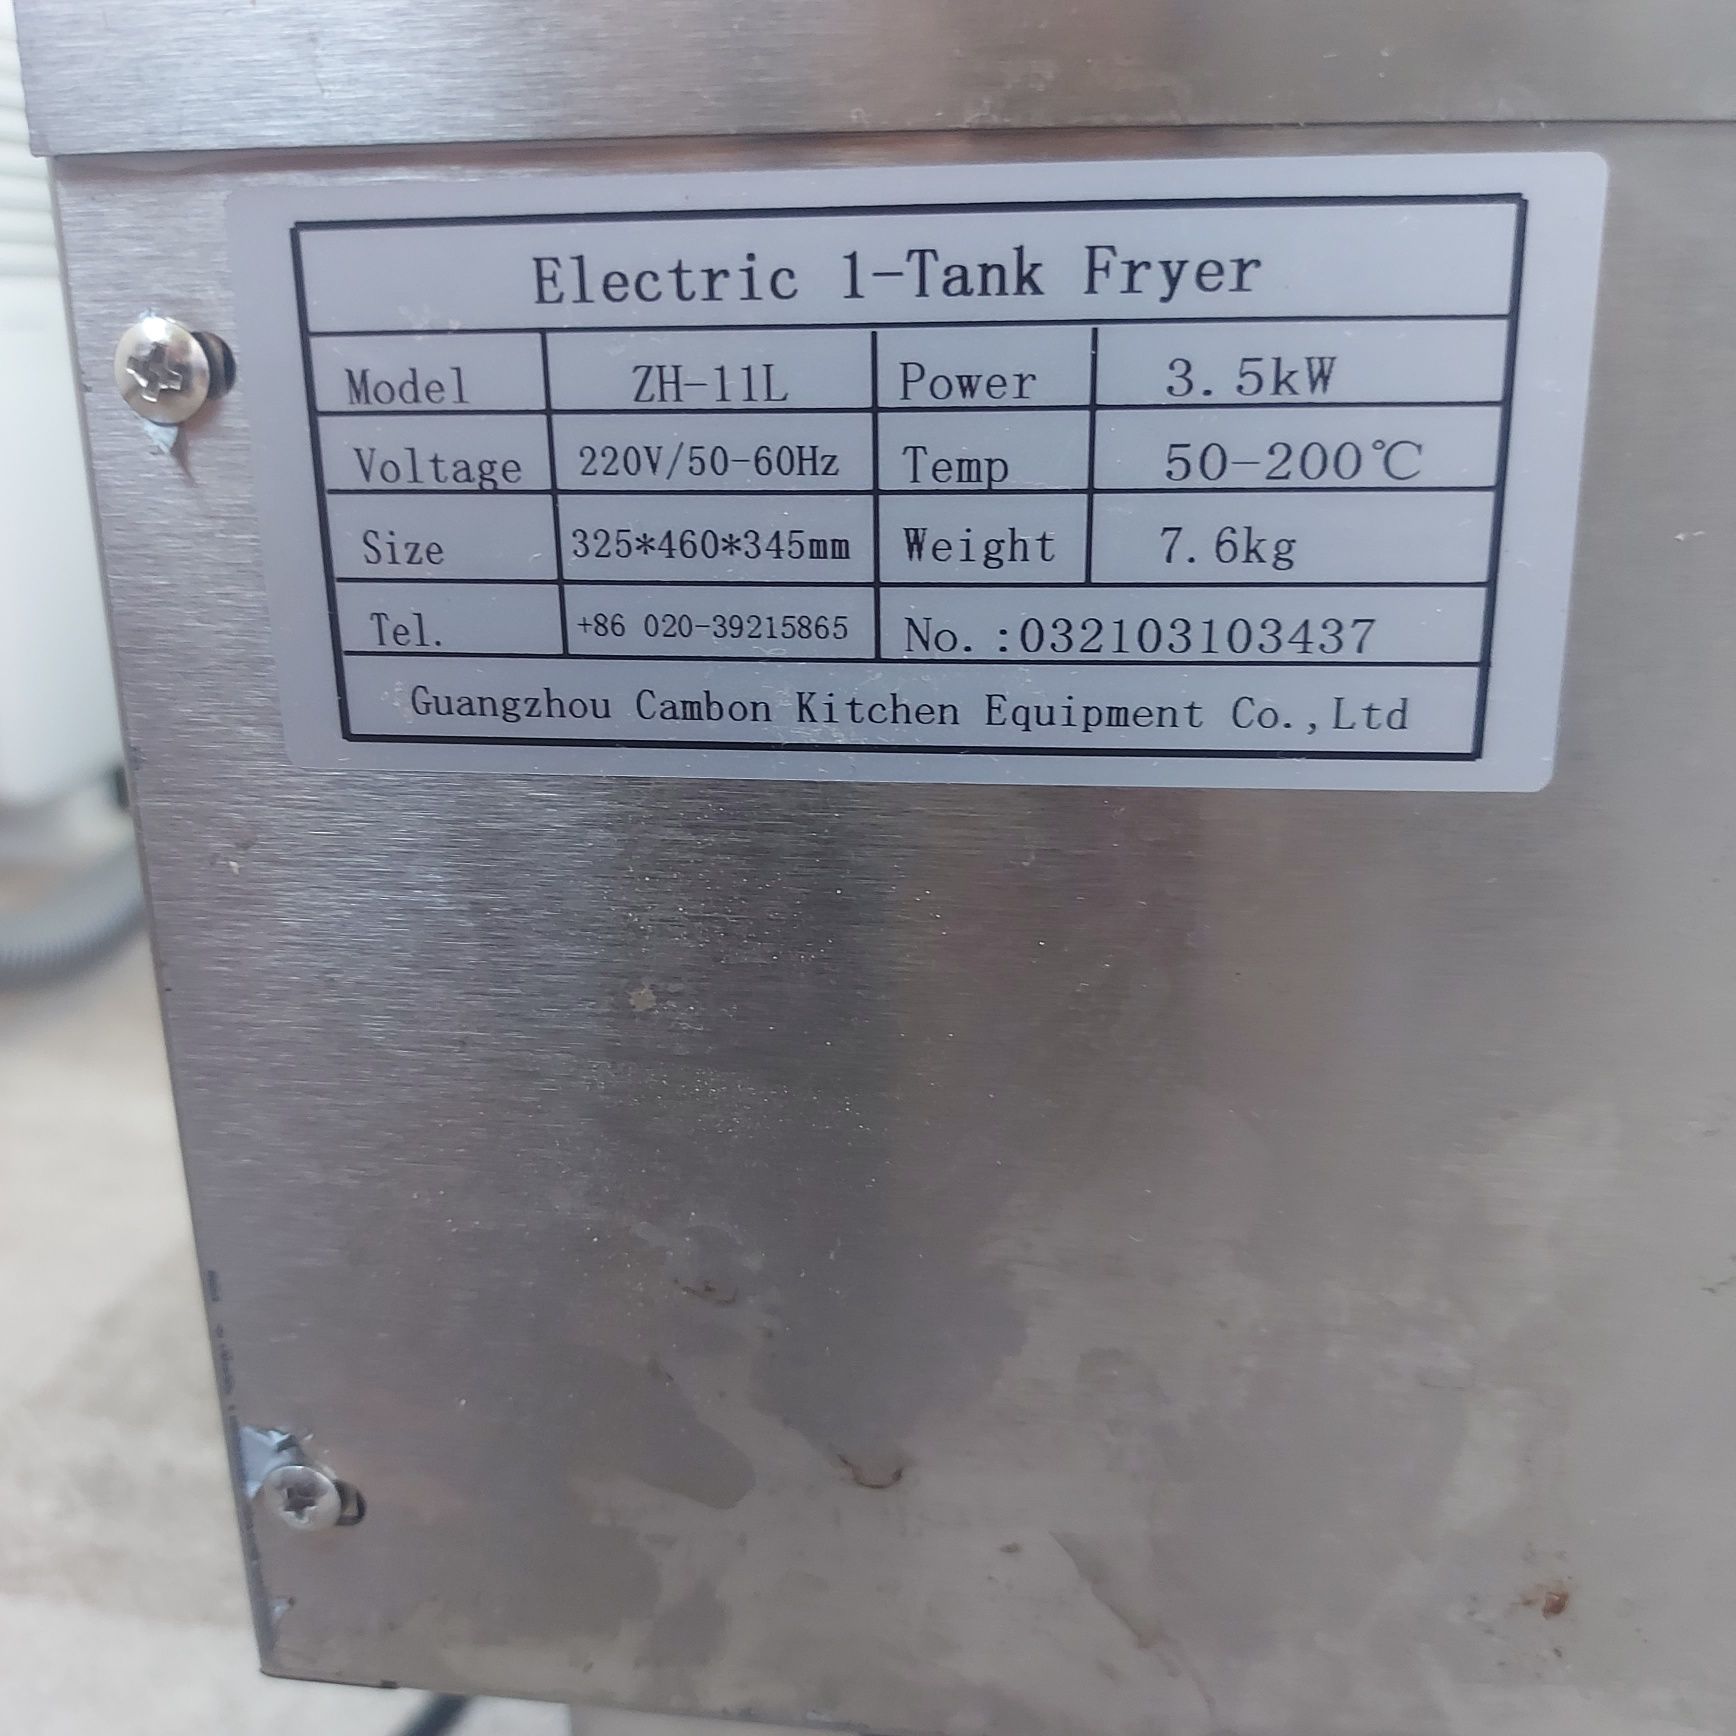 Electric 1-Tank Fryer
Model ZH-11L Power 3.5kW
Voltage 220V/50-60Hz Temp 50-200℃
Size 325*460*345mm Weight 7.6kg
Tel. +86 020-39215865 No.:032103103437
Guangzhou Cambon Kitchen Equipment Co.,Ltd